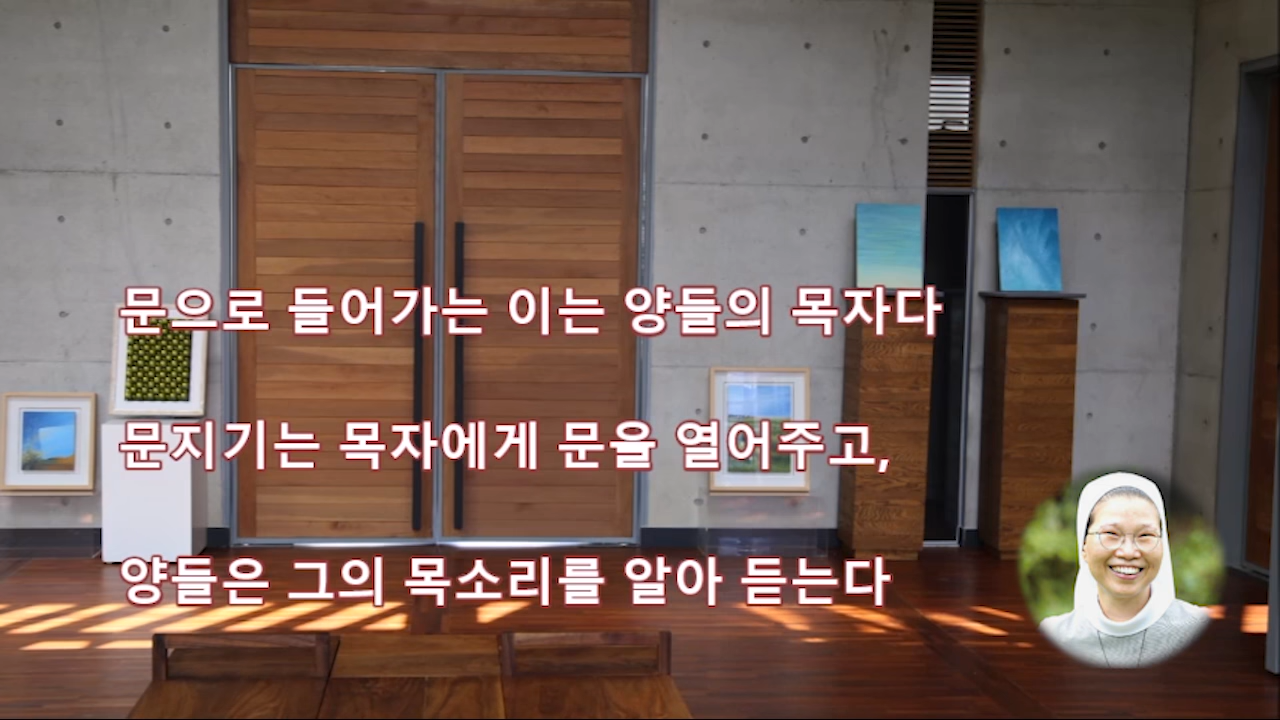 문으로 들어가는 이는 양들의 목자다
문지기는 목자에게 문을 열어주고,
양들은 그의 목소리를 알아 듣는다